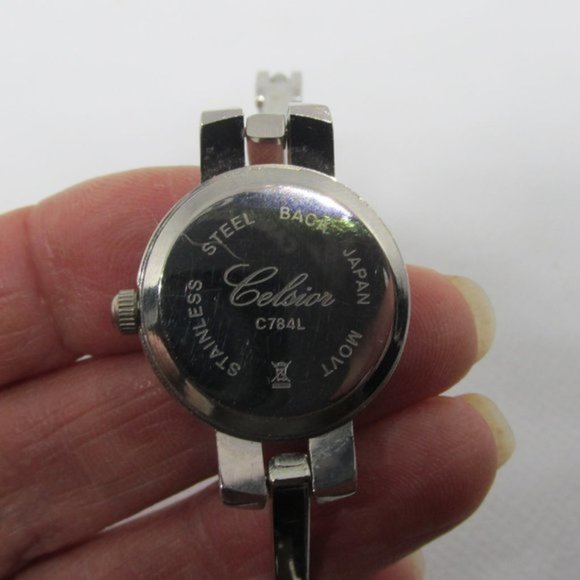 STAINLESS STEEL BACK JAPAN MOVT
Celsior
C784L